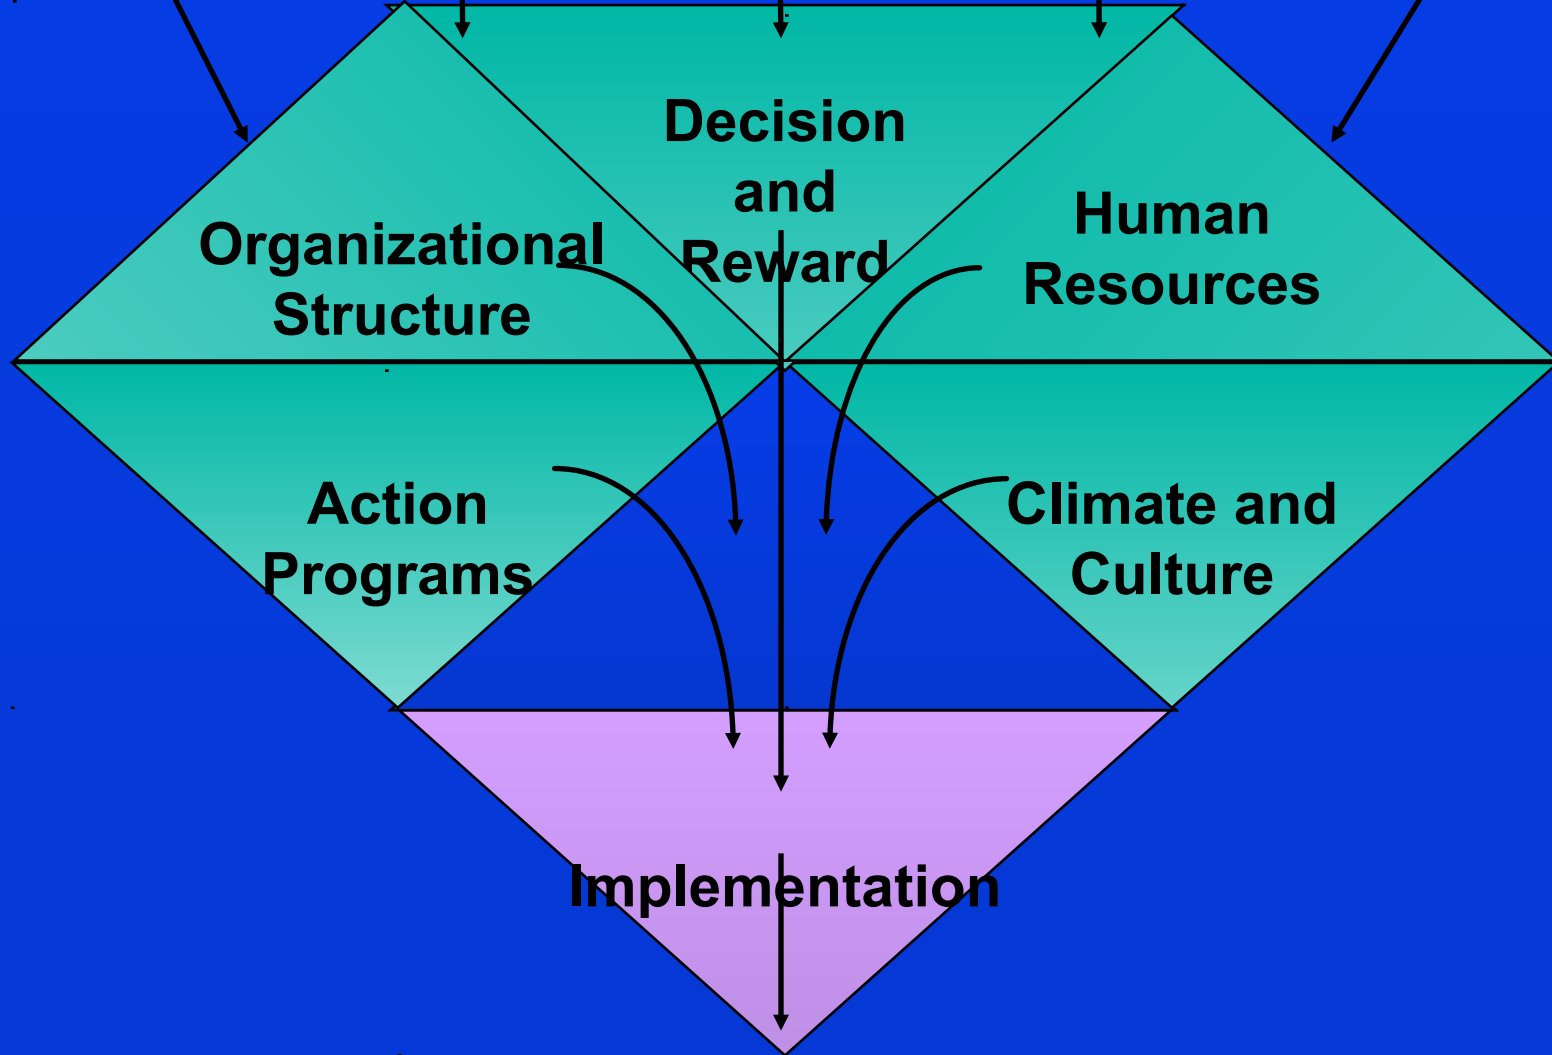 Decision
and
Reward
Organizational
Structure
Human
Resources
Action
Programs
Climate and
Culture
Implementation